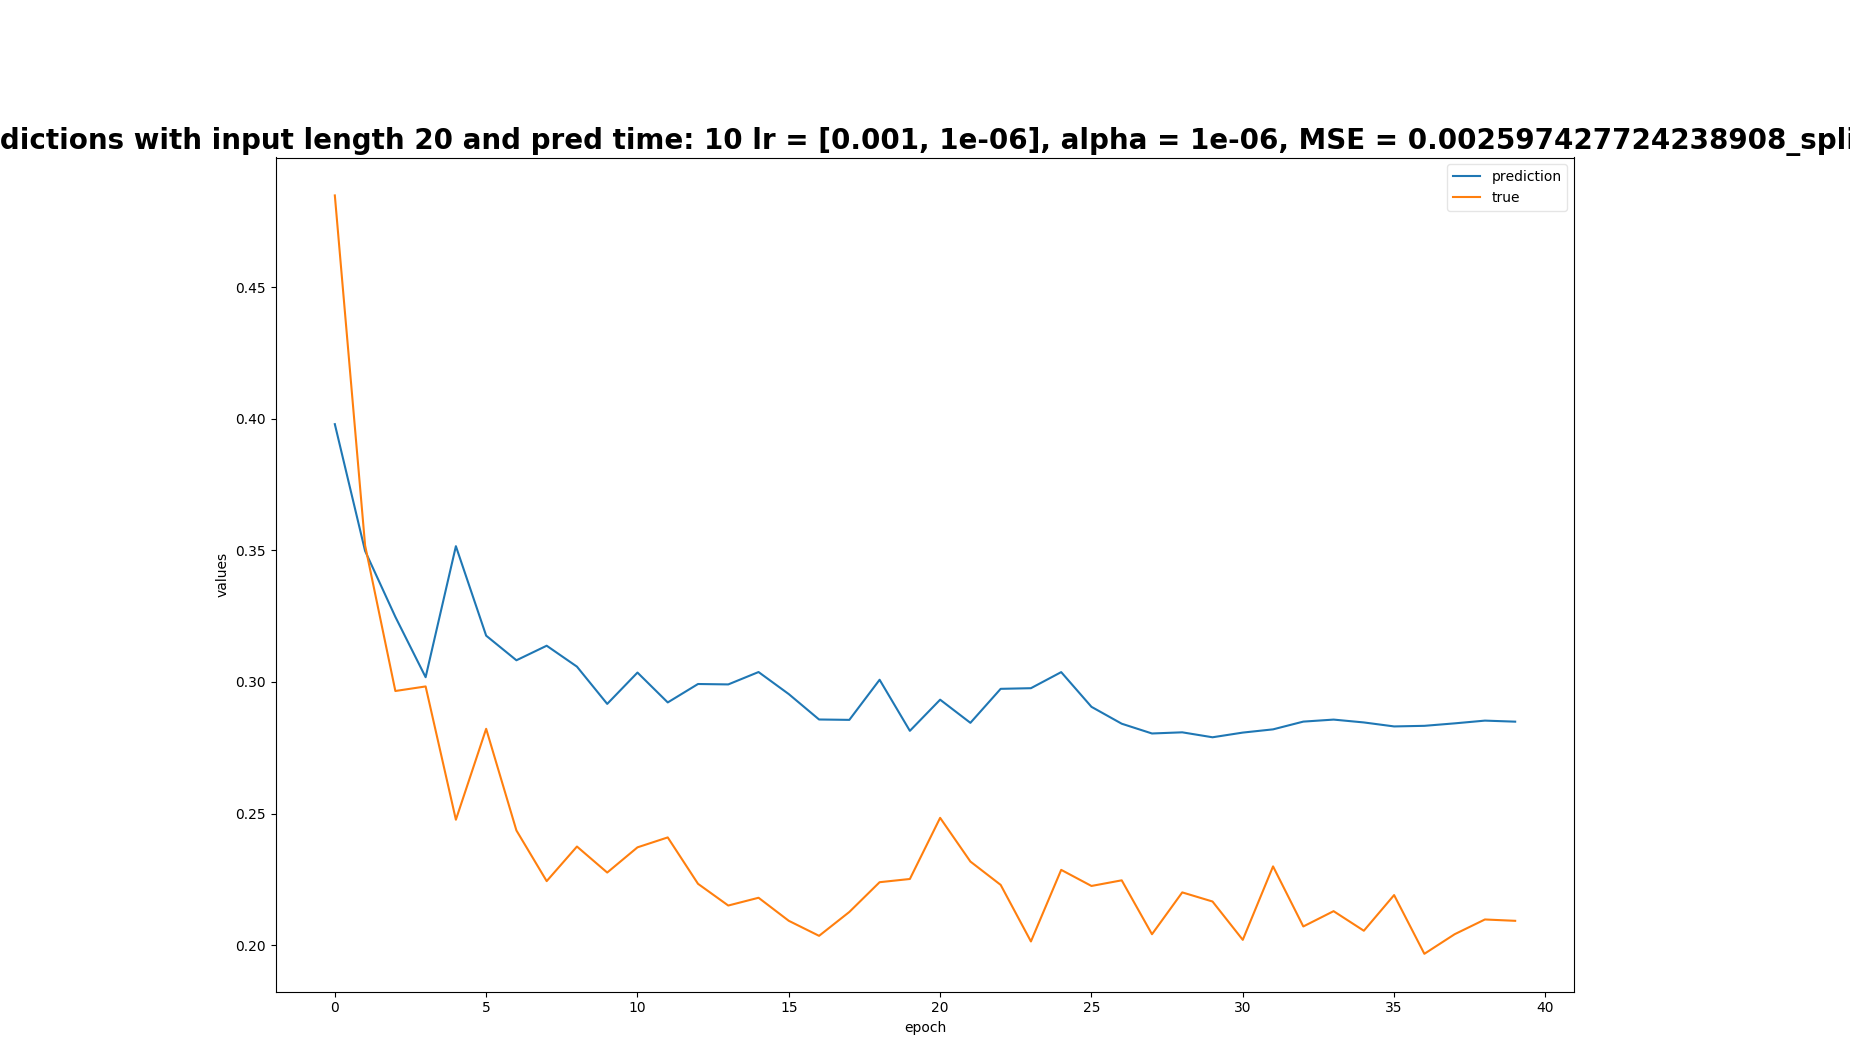 dictions with input length 20 and pred time: 10 lr = [0.001, 1e-06], alpha = 1e-06, MSE = 0.002597427724238908_spli
prediction
true
0.45
0.40
0.35
0.30
0.25
0.20
values
0 5 10 15 20 25 30 35 40
epoch